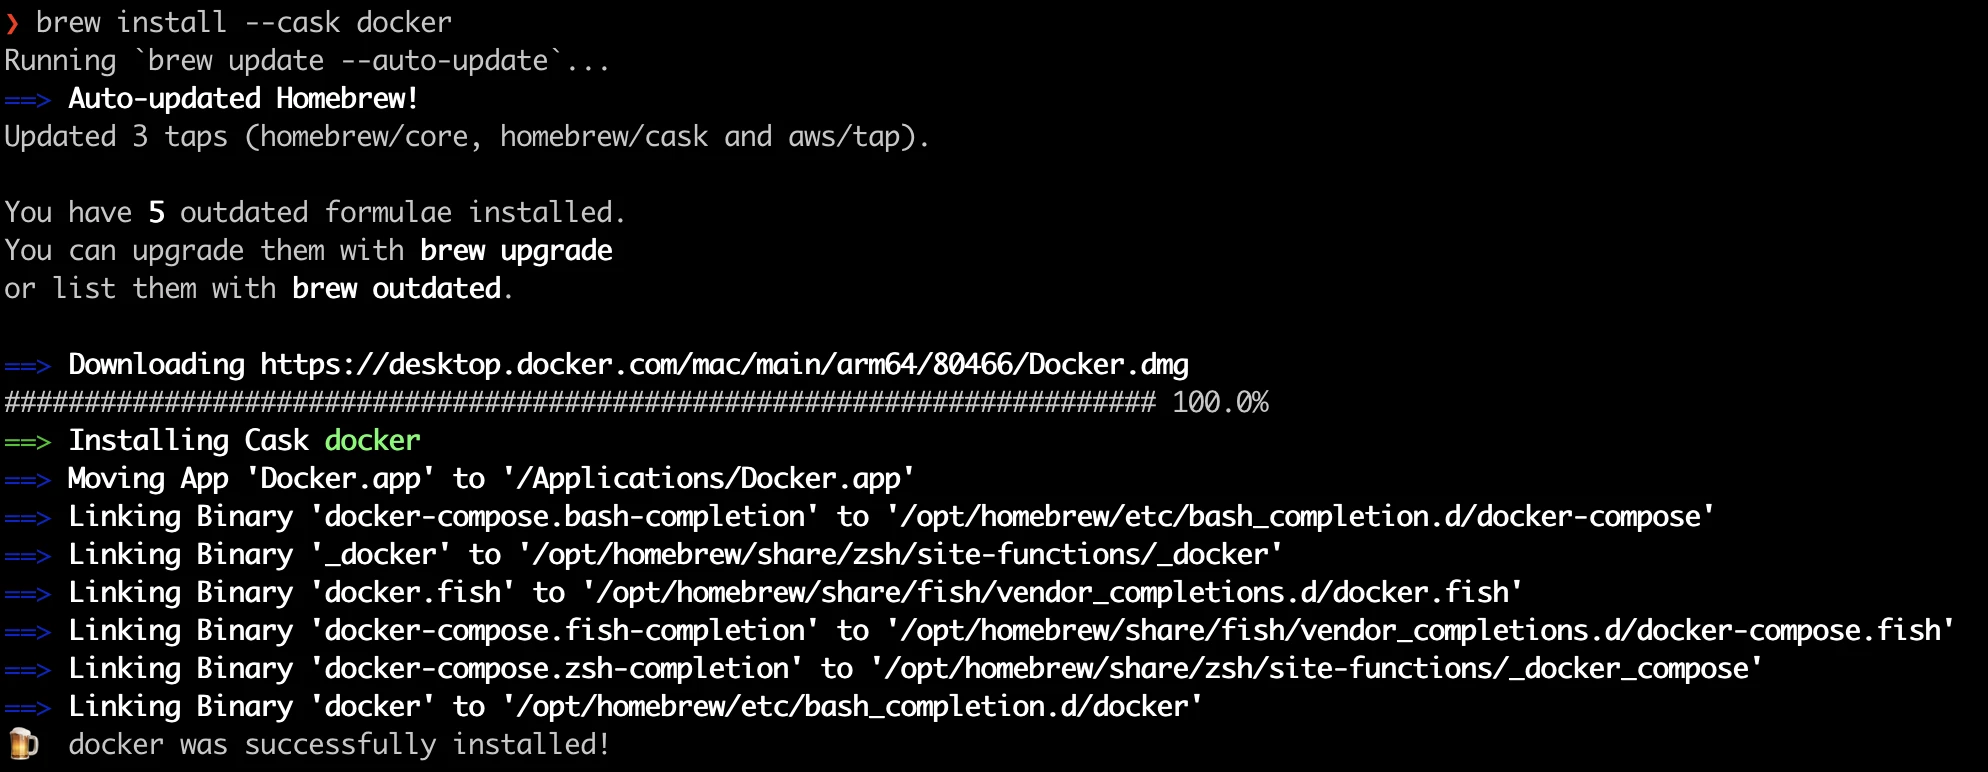 ❯ brew install --cask docker
Running `brew update --auto-update`...
==> Auto-updated Homebrew!
Updated 3 taps (homebrew/core, homebrew/cask and aws/tap).
You have 5 outdated formulae installed.
You can upgrade them with brew upgrade
or list them with brew outdated.
==> Downloading https://desktop.docker.com/mac/main/arm64/80466/Docker.dmg
######################################################################## 100.0%
==> Installing Cask docker
==> Moving App 'Docker.app' to '/Applications/Docker.app'
==> Linking Binary 'docker-compose.bash-completion' to '/opt/homebrew/etc/bash_completion.d/docker-compose'
==> Linking Binary '_docker' to '/opt/homebrew/share/zsh/site-functions/_docker'
==> Linking Binary 'docker.fish' to '/opt/homebrew/share/fish/vendor_completions.d/docker.fish'
==> Linking Binary 'docker-compose.fish-completion' to '/opt/homebrew/share/fish/vendor_completions.d/docker-compose.fish'
==> Linking Binary 'docker-compose.zsh-completion' to '/opt/homebrew/share/zsh/site-functions/_docker_compose'
==> Linking Binary 'docker' to '/opt/homebrew/etc/bash_completion.d/docker'
🍺 docker was successfully installed!